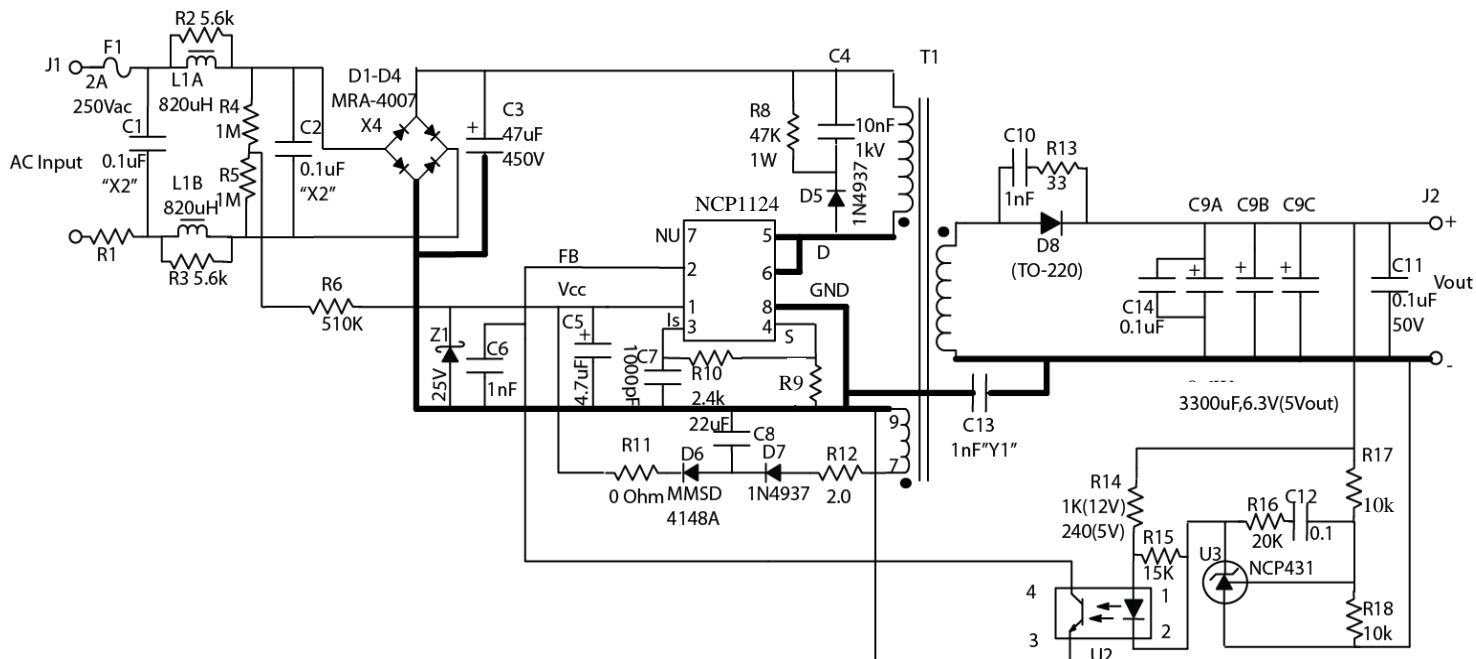 R2 5.6k
F1
J1
2A
250Vac
L1A
820uH
C1
0.1uF
"X2"
AC Input
R4
1M
R5
1M
C2
0.1uF
"X2"
L1B
820uH
R1
R3 5.6k
D1-D4
MRA-4007
X4
C3
47uF
450V
+
R8
47K
1W
C4
10nF
1kV
D5
1N4937
T1
NCP1124
NU
7
2
1
3
5
6
8
4
D
GND
S
FB
Vcc
Is
R6
510K
Z1
25V
C6
1nF
C5
+
4.7uF
1000pF
C7
R10
2.4k
R9
22uF
C8
R11
0 Ohm
D6
MMSD
4148A
D7
1N4937
R12
2.0
9
7
C10
1nF
R13
33
D8
(TO-220)
C9A
C9B
C9C
+
+
+
C14
0.1uF
C11
0.1uF
50V
J2
+
Vout
-
C13
1nF"Y1"
3300uF,6.3V(5Vout)
R14
1K(12V)
240(5V)
R15
15K
R16
20K
C12
0.1
R17
10k
U3
NCP431
R18
10k
4
3
1
2
U2